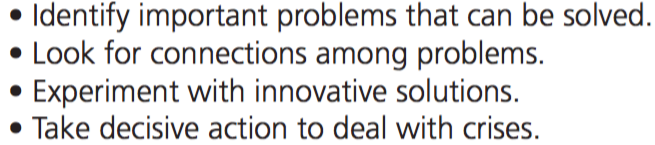 • Identify important problems that can be solved.
• Look for connections among problems.
• Experiment with innovative solutions.
• Take decisive action to deal with crises.